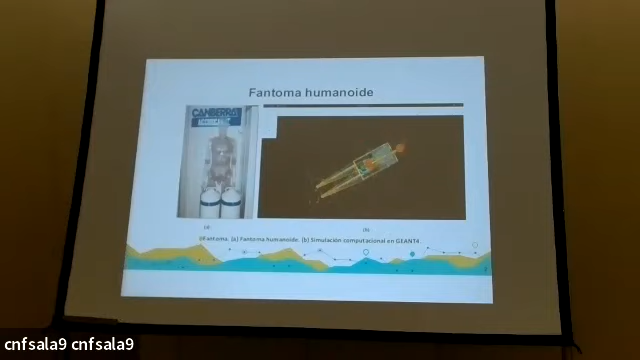 Fantoma humanoide
CANBERRA
(a)
(b)
Fantoma. (a) Fantoma humanoide. (b) Simulación computacional en GEANT4
cnfsala9 cnfsala9